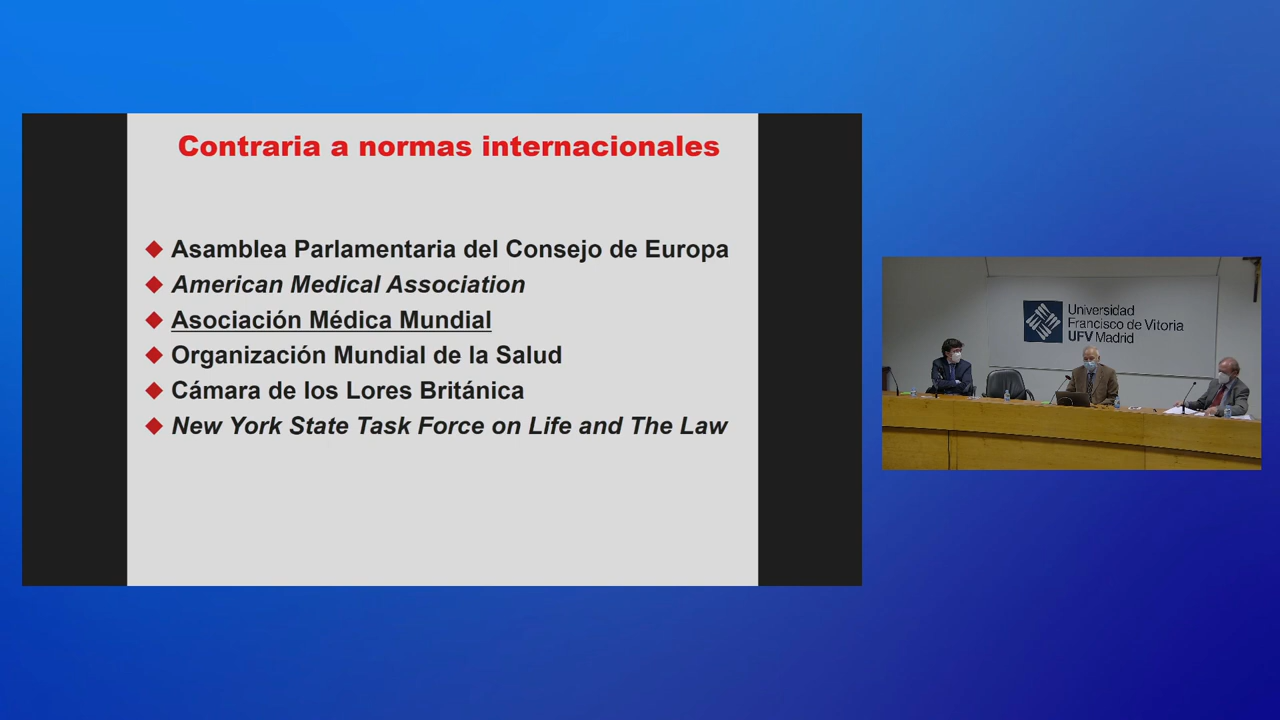 Contraria a normas internacionales
Asamblea Parlamentaria del Consejo de Europa
American Medical Association
Asociación Médica Mundial
Organización Mundial de la Salud
Cámara de los Lores Británica
New York State Task Force on Life and The Law
Universidad
Francisco de Vitoria
UFV Madrid